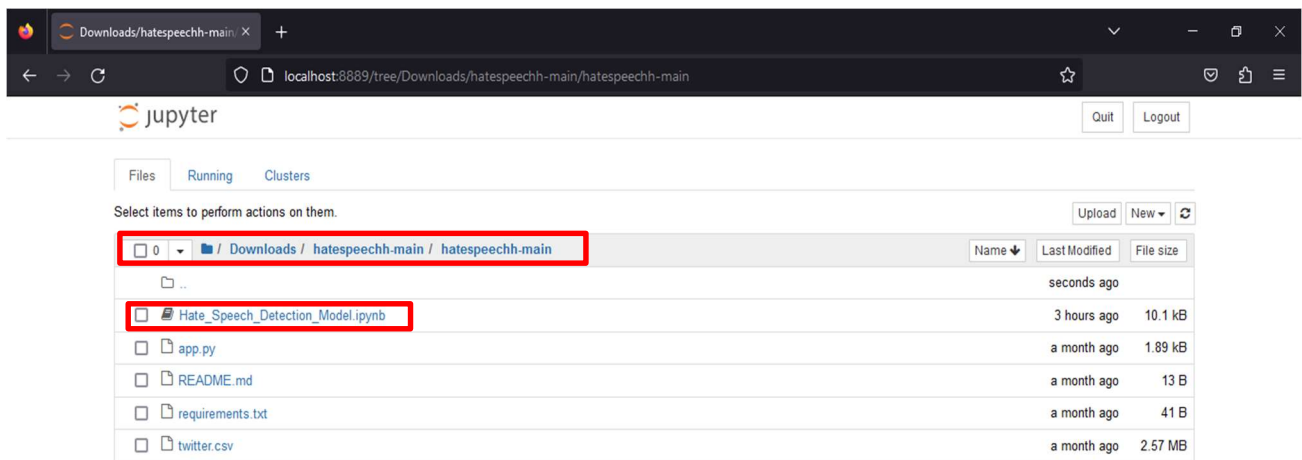 Downloads/hatespeechh-main/
localhost:8889/tree/Downloads/hatespeechh-main/hatespeechh-main
jupyter
Quit Logout
Files Running Clusters
Select items to perform actions on them.
Upload New
0 / Downloads / hatespeechh-main / hatespeechh-main
Name Last Modified File size
.. seconds ago
Hate_Speech_Detection_Model.ipynb 3 hours ago 10.1 kB
app.py a month ago 1.89 kB
README.md a month ago 13 B
requirements.txt a month ago 41 B
twitter.csv a month ago 2.57 MB